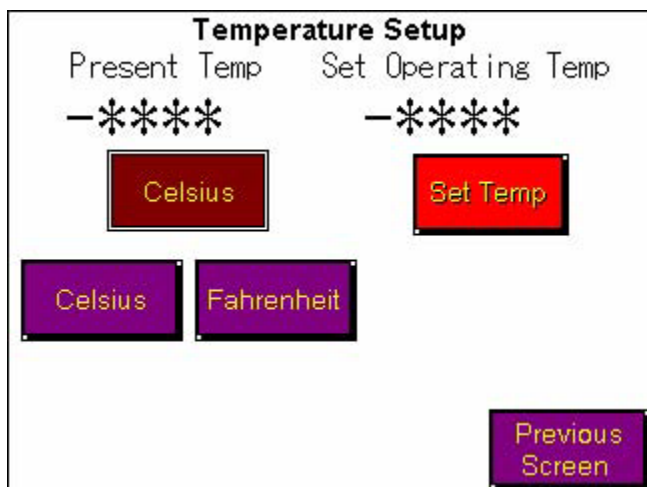 Temperature Setup
Present Temp Set Operating Temp
-**** -****
Celsius Set Temp
Celsius Fahrenheit
Previous
Screen